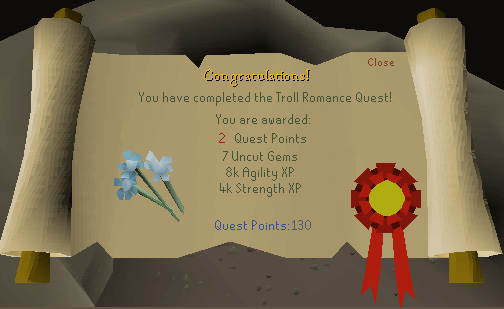 Close
Congratulations!
You have completed the Troll Romance Quest!
You are awarded:
2 Quest Points
7 Uncut Gems
8k Agility XP
4k Strength XP
Quest Points:130